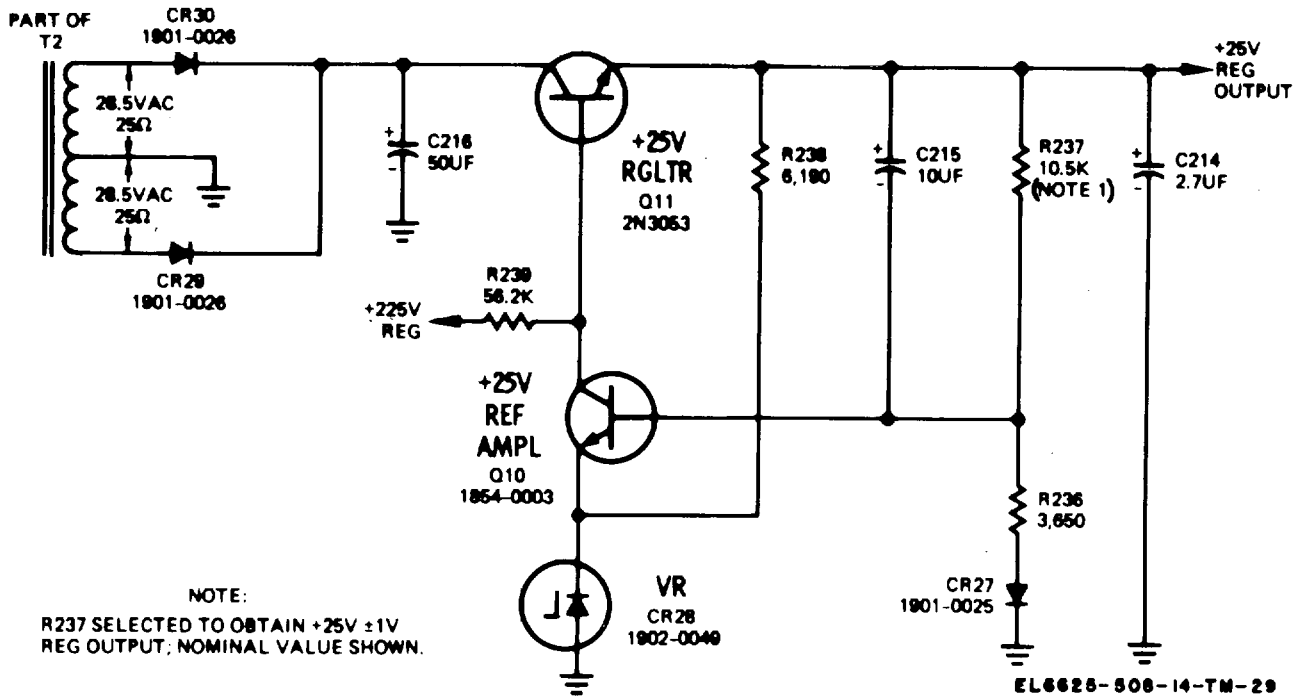 PART OF
T2
CR30
1901-0026
28.5VAC
25Ω
28.5VAC
25Ω
CR29
1901-0026
+
-
C216
50UF
+25V
RGLTR
Q11
2N3053
R238
6,190
+
-
C215
10UF
R237
10.5K
(NOTE 1)
+
-
C214
2.7UF
+25V
REG
OUTPUT
R239
56.2K
+225V
REG
+25V
REF
AMPL
Q10
1854-0003
R236
3,650
VR
CR28
1902-0049
CR27
1901-0025
NOTE:
R237 SELECTED TO OBTAIN +25V ±1V
REG OUTPUT; NOMINAL VALUE SHOWN.
EL6625-508-14-TM-29